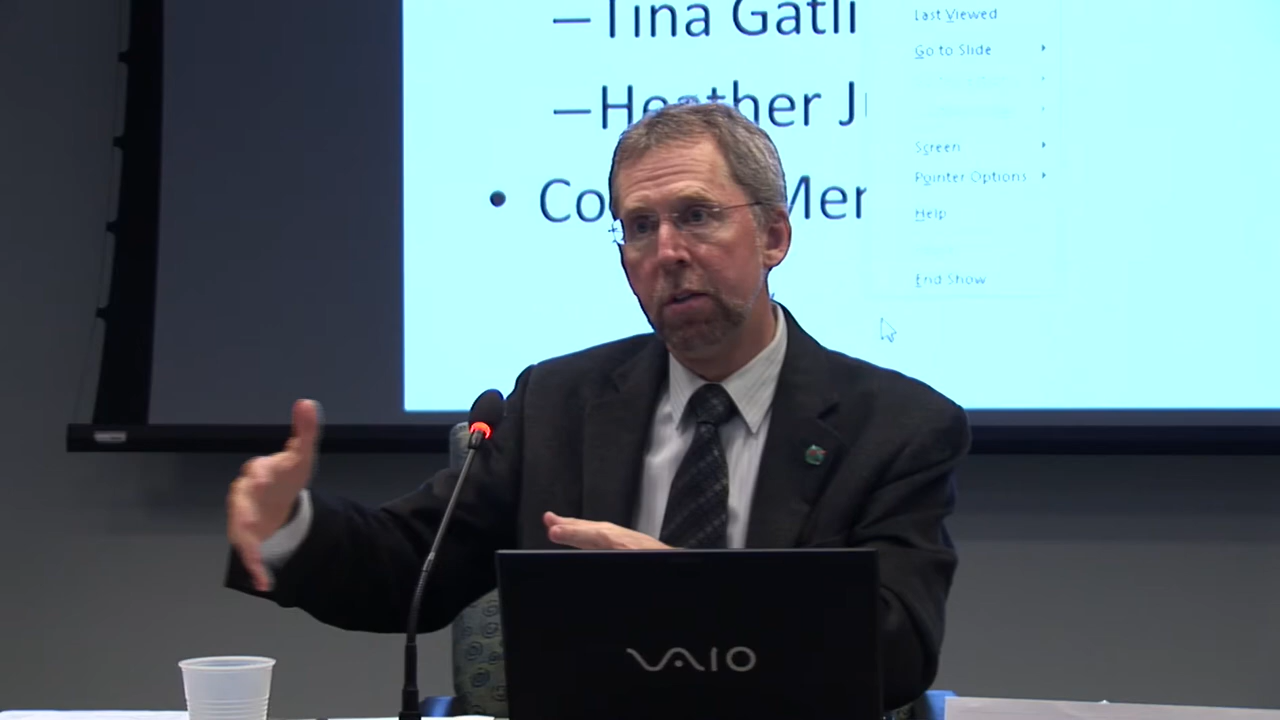 –Tina Gatli
–Heather J
• Co Mer
Last Viewed
Go to Slide
Screen
Pointer Options
Help
End Show
VAIO